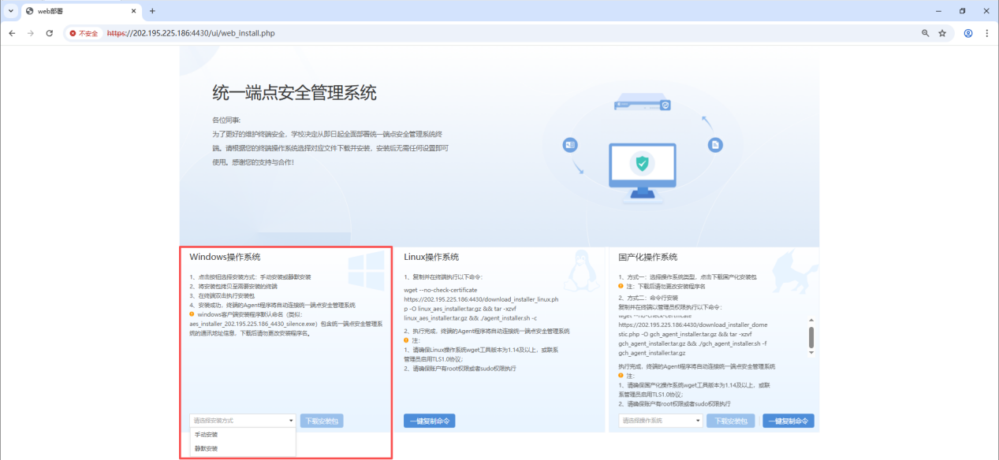 web部署
不安全
https://202.195.225.186:4430/ui/web_install.php
统一端点安全管理系统
各位同事:
为了更好的维护终端安全，学校决定从即日起全面部署统一端点安全管理系统终
端。请根据您的终端操作系统选择对应文件下载并安装，安装后无需任何设置即可
使用。感谢您的支持与合作！
Windows操作系统
1、点击按钮选择安装方式：手动安装或静默安装
2、将安装包拷贝至需要安装的终端
3、在终端双击执行安装包
4、安装成功，终端的Agent程序将自动连接统一端点安全管理系统
windows客户端安装程序默认命名（类似:
aes_installer_202.195.225.186_4430_silence.exe）包含统一端点安全管理系
统的通讯地址信息，下载后请勿更改安装程序名。
请选择安装方式
下载安装包
手动安装
静默安装
Linux操作系统
1、复制并在终端执行以下命令：
wget --no-check-certificate
https://202.195.225.186:4430/download_installer_linux.ph
p -O linux_aes_installer.tar.gz && tar -xzvf
linux_aes_installer.tar.gz && ./agent_installer.sh -c
2、执行完成，终端的Agent程序将自动连接统一端点安全管理系统
注：
1、请确保Linux操作系统wget工具版本为1.14及以上，或联系
管理员启用TLS1.0协议；
2、请确保账户有root权限或者sudo权限执行
一键复制命令
国产化操作系统
1、方式一：选择操作系统类型，点击下载国产化安装包
注：下载后请勿更改安装程序名
2、方式二：命令行安装
复制并在终端以管理员权限执行以下命令：
wget --no-check-certificate
https://202.195.225.186:4430/download_installer_dome
stic.php -O gch_agent_installer.tar.gz && tar -xzvf
gch_agent_installer.tar.gz && ./gch_agent_installer.sh -f
gch_agent_installer.tar.gz
执行完成，终端的Agent程序将自动连接统一端点安全管理系统
注：
1、请确保国产化操作系统wget工具版本为1.14及以上，或联
系管理员启用TLS1.0协议；
2、请确保账户有root权限或者sudo权限执行
请选择操作系统
下载安装包
一键复制命令